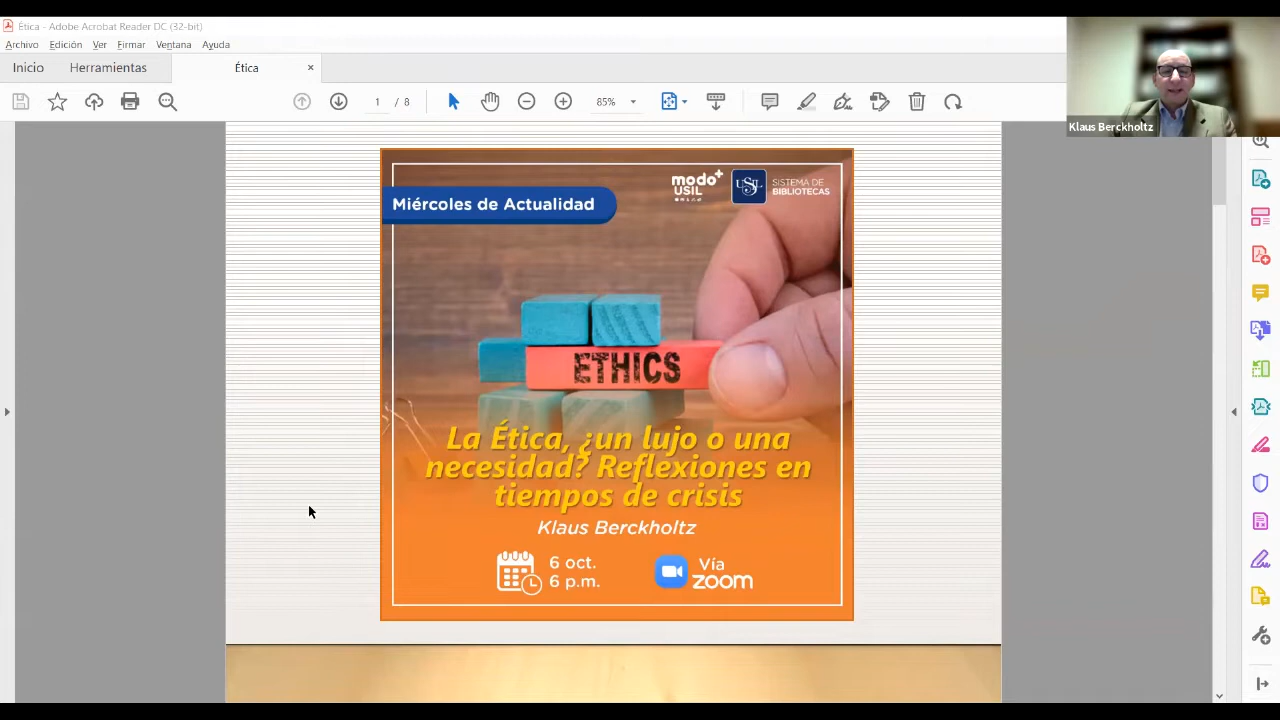 Ética - Adobe Acrobat Reader DC (32-bit)
Archivo Edición Ver Firmar Ventana Ayuda
Inicio Herramientas Ética ×
1 / 8 85%
Klaus Berckholtz
modo+
USIL
USIL
SISTEMA DE
BIBLIOTECAS
Miércoles de Actualidad
ETHICS
La Ética, ¿un lujo o una
necesidad? Reflexiones en
tiempos de crisis
Klaus Berckholtz
6 oct.
6 p.m.
Vía
zoom